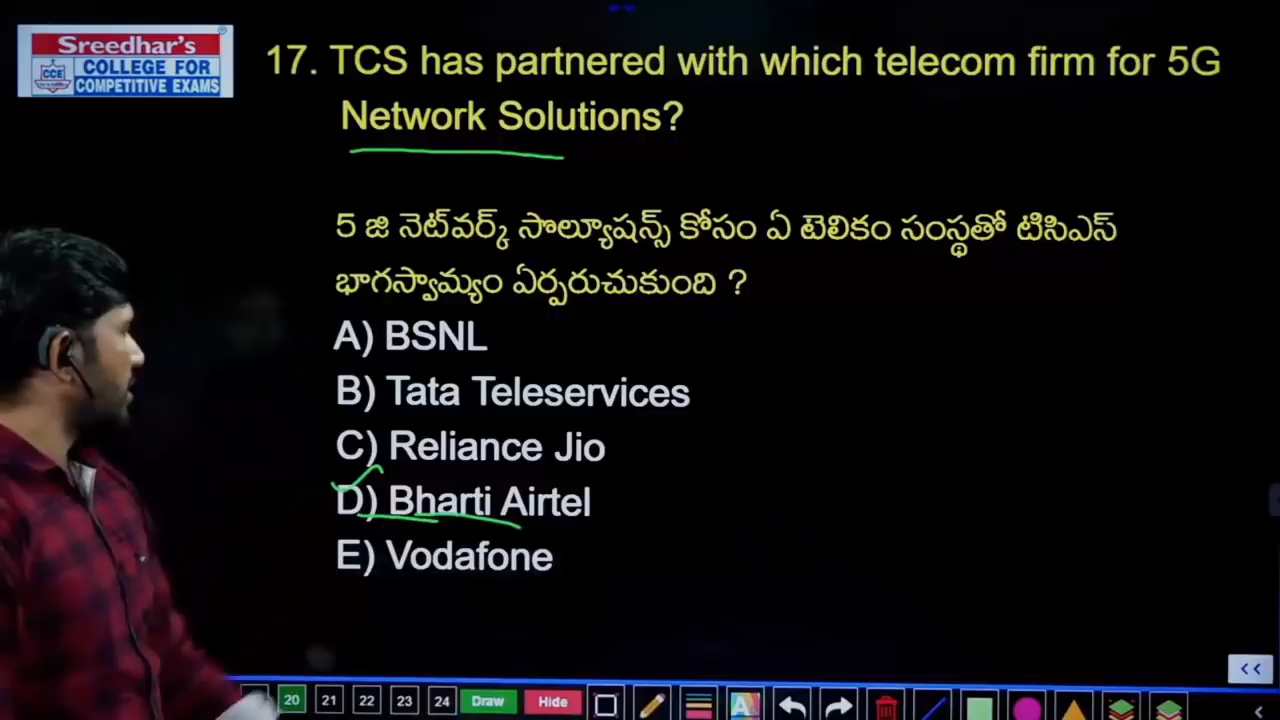 Sreedhar's
CCE
COLLEGE FOR
COMPETITIVE EXAMS
17. TCS has partnered with which telecom firm for 5G
Network Solutions?
5 జి నెట్‌వర్క్ సొల్యూషన్స్ కోసం ఏ టెలికం సంస్థతో టిసిఎస్
భాగస్వామ్యం ఏర్పరుచుకుంది ?
A) BSNL
B) Tata Teleservices
C) Reliance Jio
D) Bharti Airtel
E) Vodafone
<<
20 21 22 23 24 Draw Hide